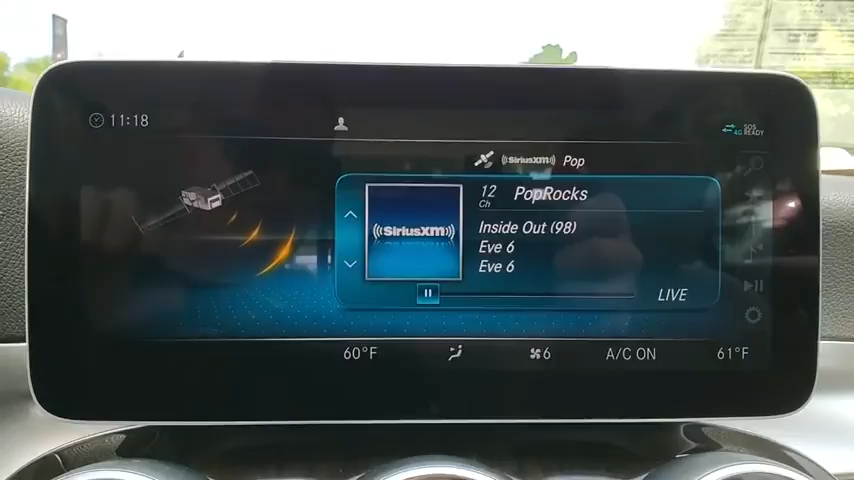 11:18
4G SOS READY
((SiriusXM)) Pop
12 PopRocks
Ch
((SiriusXM))
Inside Out (98)
Eve 6
Eve 6
LIVE
60°F 6 A/C ON 61°F